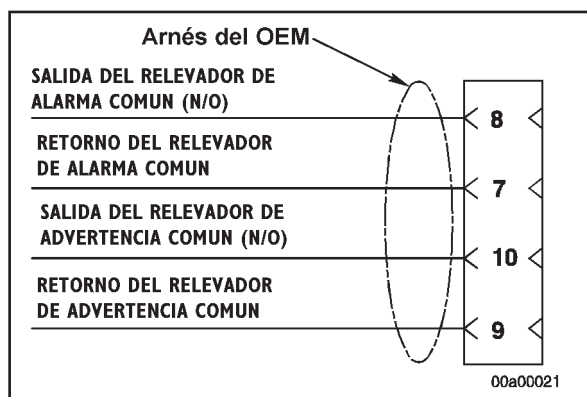 Arnés del OEM
SALIDA DEL RELEVADOR DE
ALARMA COMUN (N/O)
8
RETORNO DEL RELEVADOR
DE ALARMA COMUN
7
SALIDA DEL RELEVADOR DE
ADVERTENCIA COMUN (N/O)
10
RETORNO DEL RELEVADOR
DE ADVERTENCIA COMUN
9
00a00021